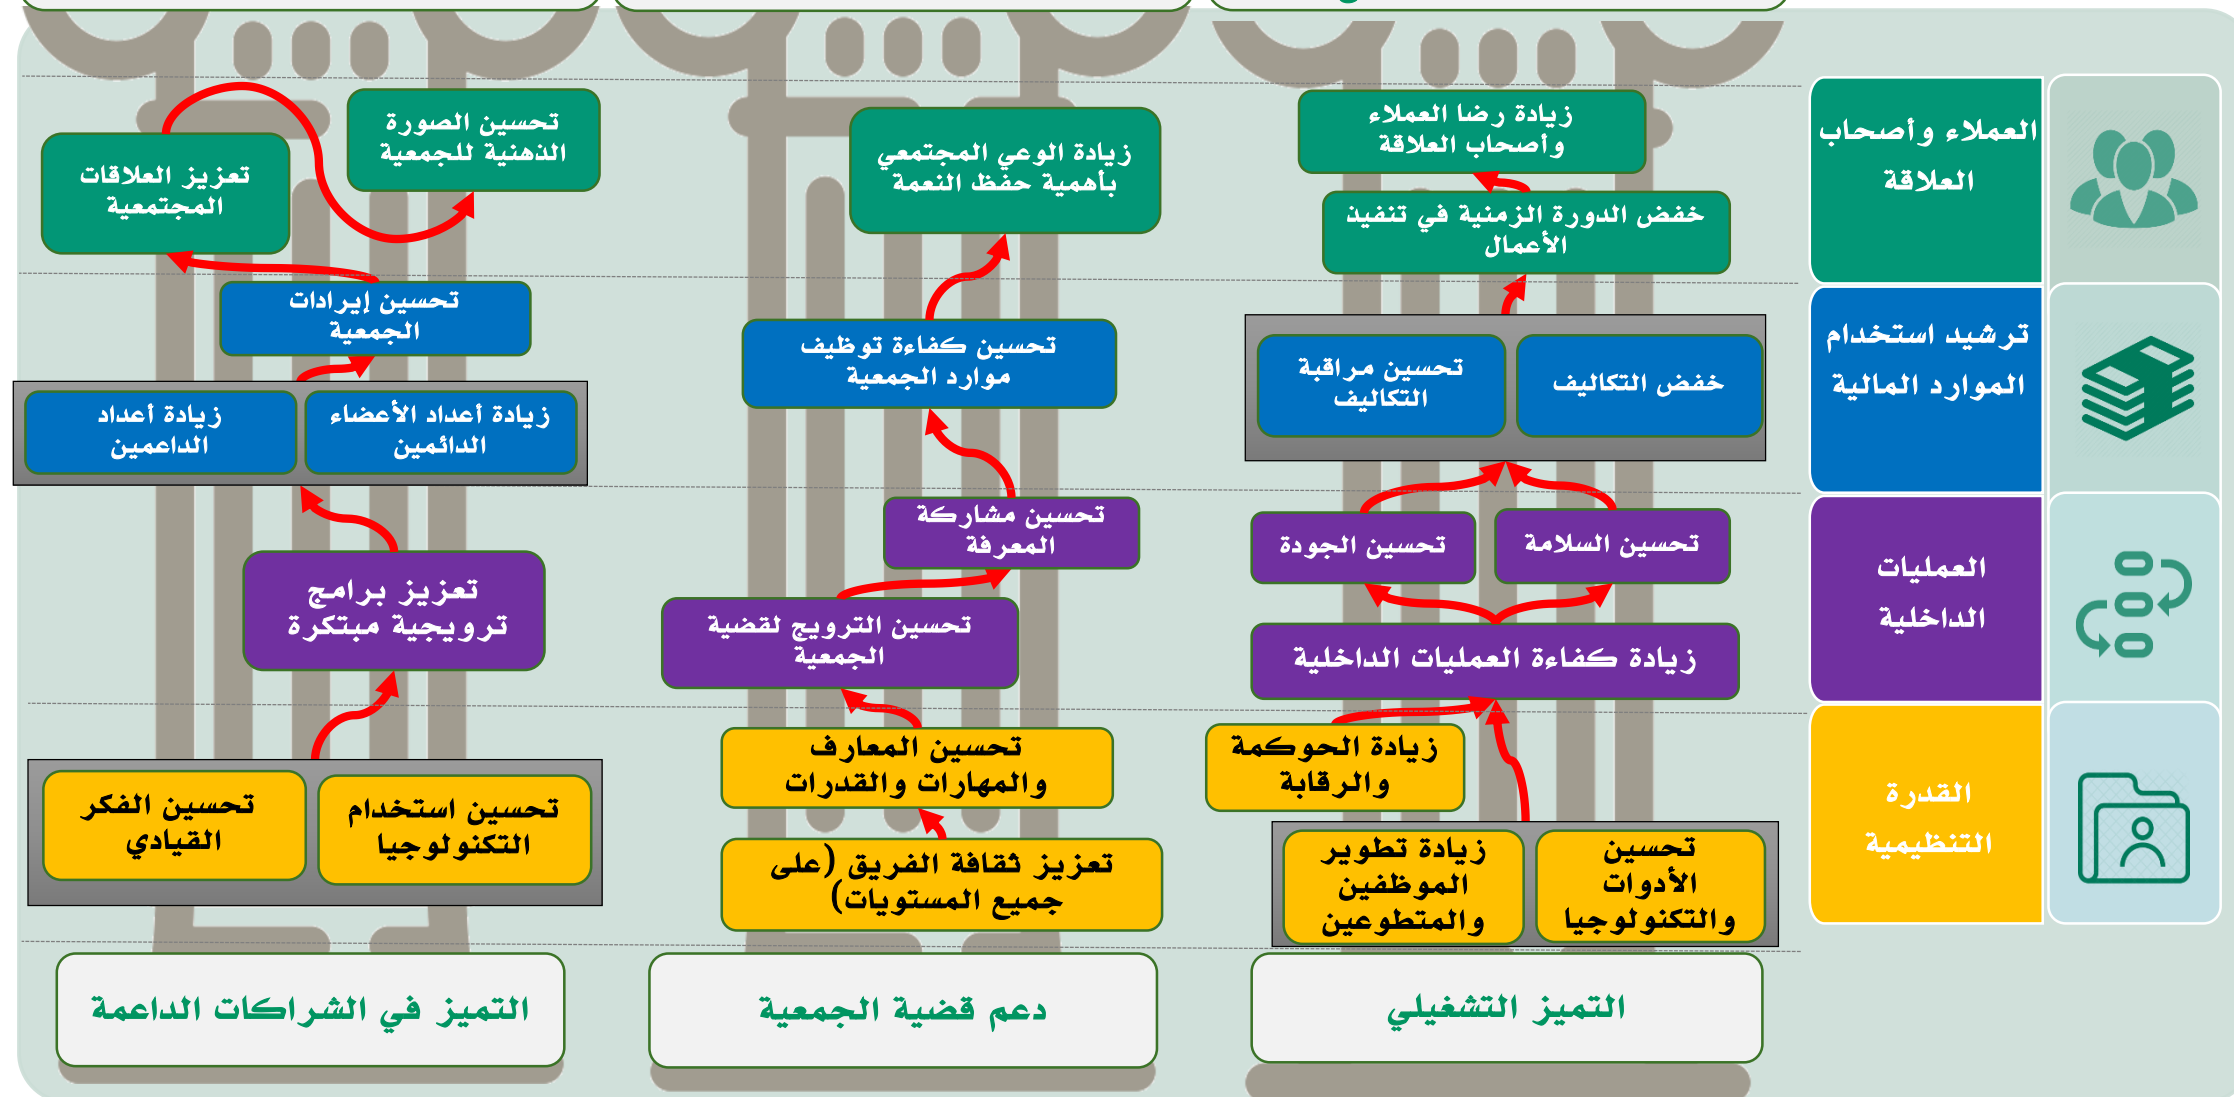 العملاء وأصحاب
العلاقة
زيادة رضا العملاء
وأصحاب العلاقة
خفض الدورة الزمنية في تنفيذ
الأعمال
زيادة الوعي المجتمعي
بأهمية حفظ النعمة
تحسين الصورة
الذهنية للجمعية
تعزيز العلاقات
المجتمعية
ترشيد استخدام
الموارد المالية
خفض التكاليف
تحسين مراقبة
التكاليف
تحسين كفاءة توظيف
موارد الجمعية
تحسين إيرادات
الجمعية
زيادة أعداد الأعضاء
الدائمين
زيادة أعداد
الداعمين
العمليات
الداخلية
تحسين السلامة
تحسين الجودة
زيادة كفاءة العمليات الداخلية
تحسين مشاركة
المعرفة
تحسين الترويج لقضية
الجمعية
تعزيز برامج
ترويجية مبتكرة
القدرة
التنظيمية
زيادة الحوكمة
والرقابة
تحسين
الأدوات
والتكنولوجيا
زيادة تطوير
الموظفين
والمتطوعين
تحسين المعارف
والمهارات والقدرات
تعزيز ثقافة الفريق (على
جميع المستويات)
تحسين استخدام
التكنولوجيا
تحسين الفكر
القيادي
التميز التشغيلي
دعم قضية الجمعية
التميز في الشراكات الداعمة